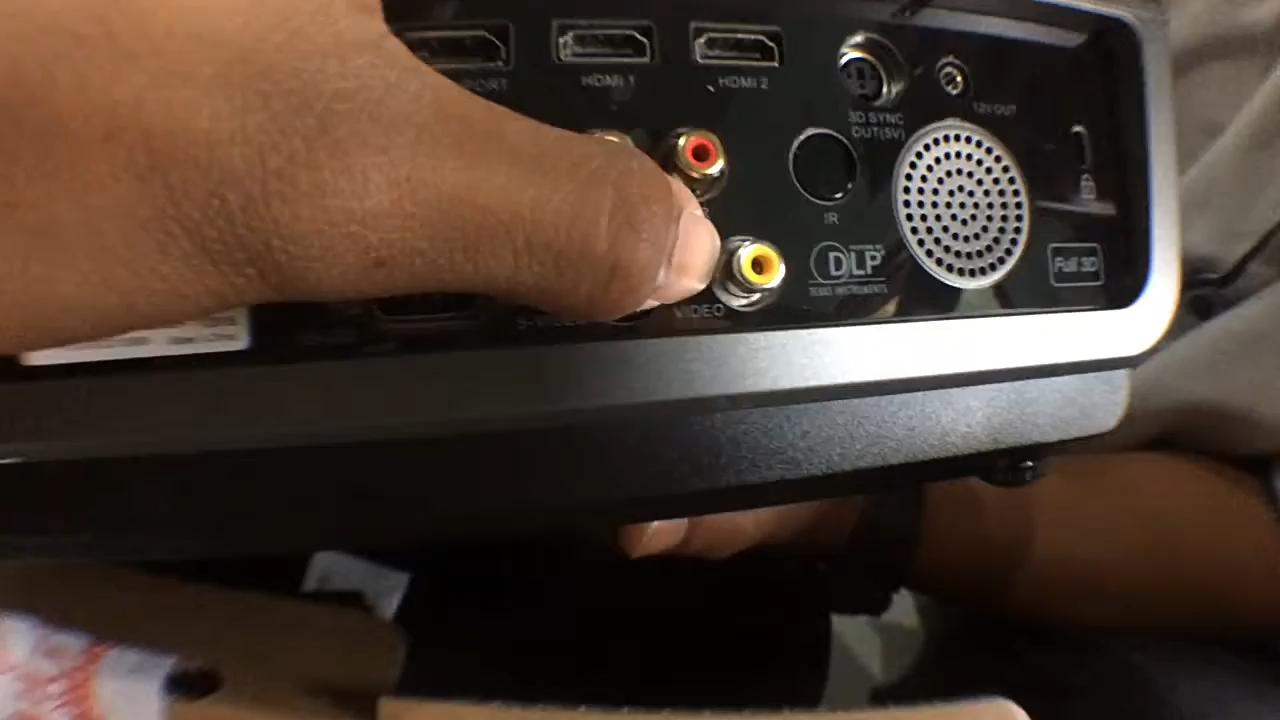 HDMI 1
HDMI 2
3D SYNC
OUT(5V)
12V OUT
IR
DLP
TEXAS INSTRUMENTS
Full 3D
VIDEO